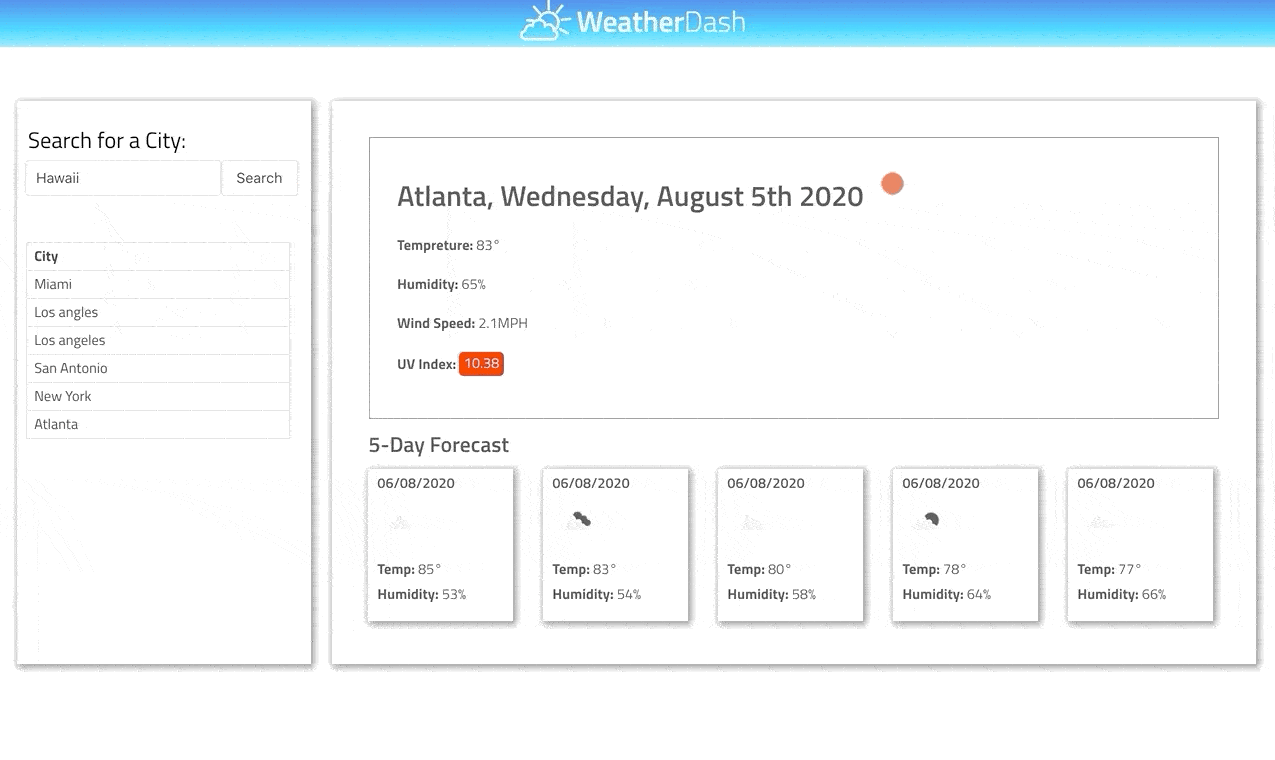 WeatherDash
Search for a City:
Hawaii
Search
City
Miami
Los angles
Los angeles
San Antonio
New York
Atlanta
Atlanta, Wednesday, August 5th 2020
Tempreture: 83°
Humidity: 65%
Wind Speed: 2.1MPH
UV Index: 10.38
5-Day Forecast
06/08/2020
Temp: 85°
Humidity: 53%
06/08/2020
Temp: 83°
Humidity: 54%
06/08/2020
Temp: 80°
Humidity: 58%
06/08/2020
Temp: 78°
Humidity: 64%
06/08/2020
Temp: 77°
Humidity: 66%